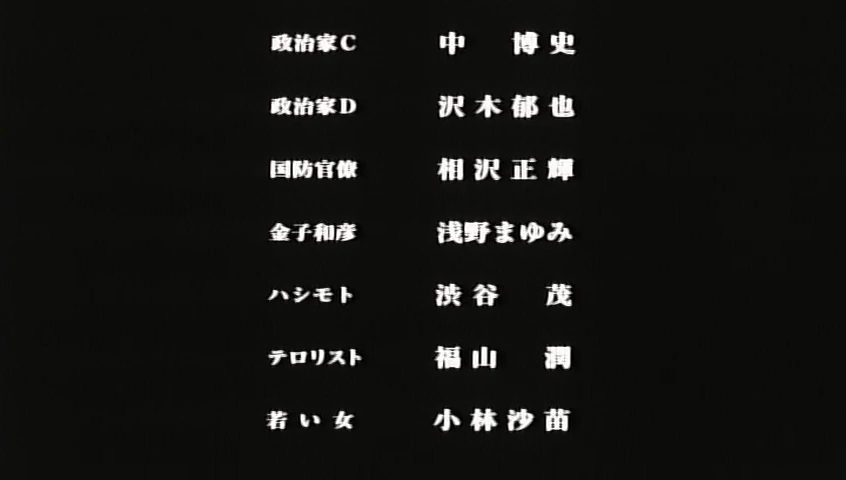 政治家C 中 博史
政治家D 沢木郁也
国防官僚 相沢正輝
金子和彦 浅野まゆみ
ハシモト 渋谷 茂
テロリスト 福山 潤
若い女 小林沙苗